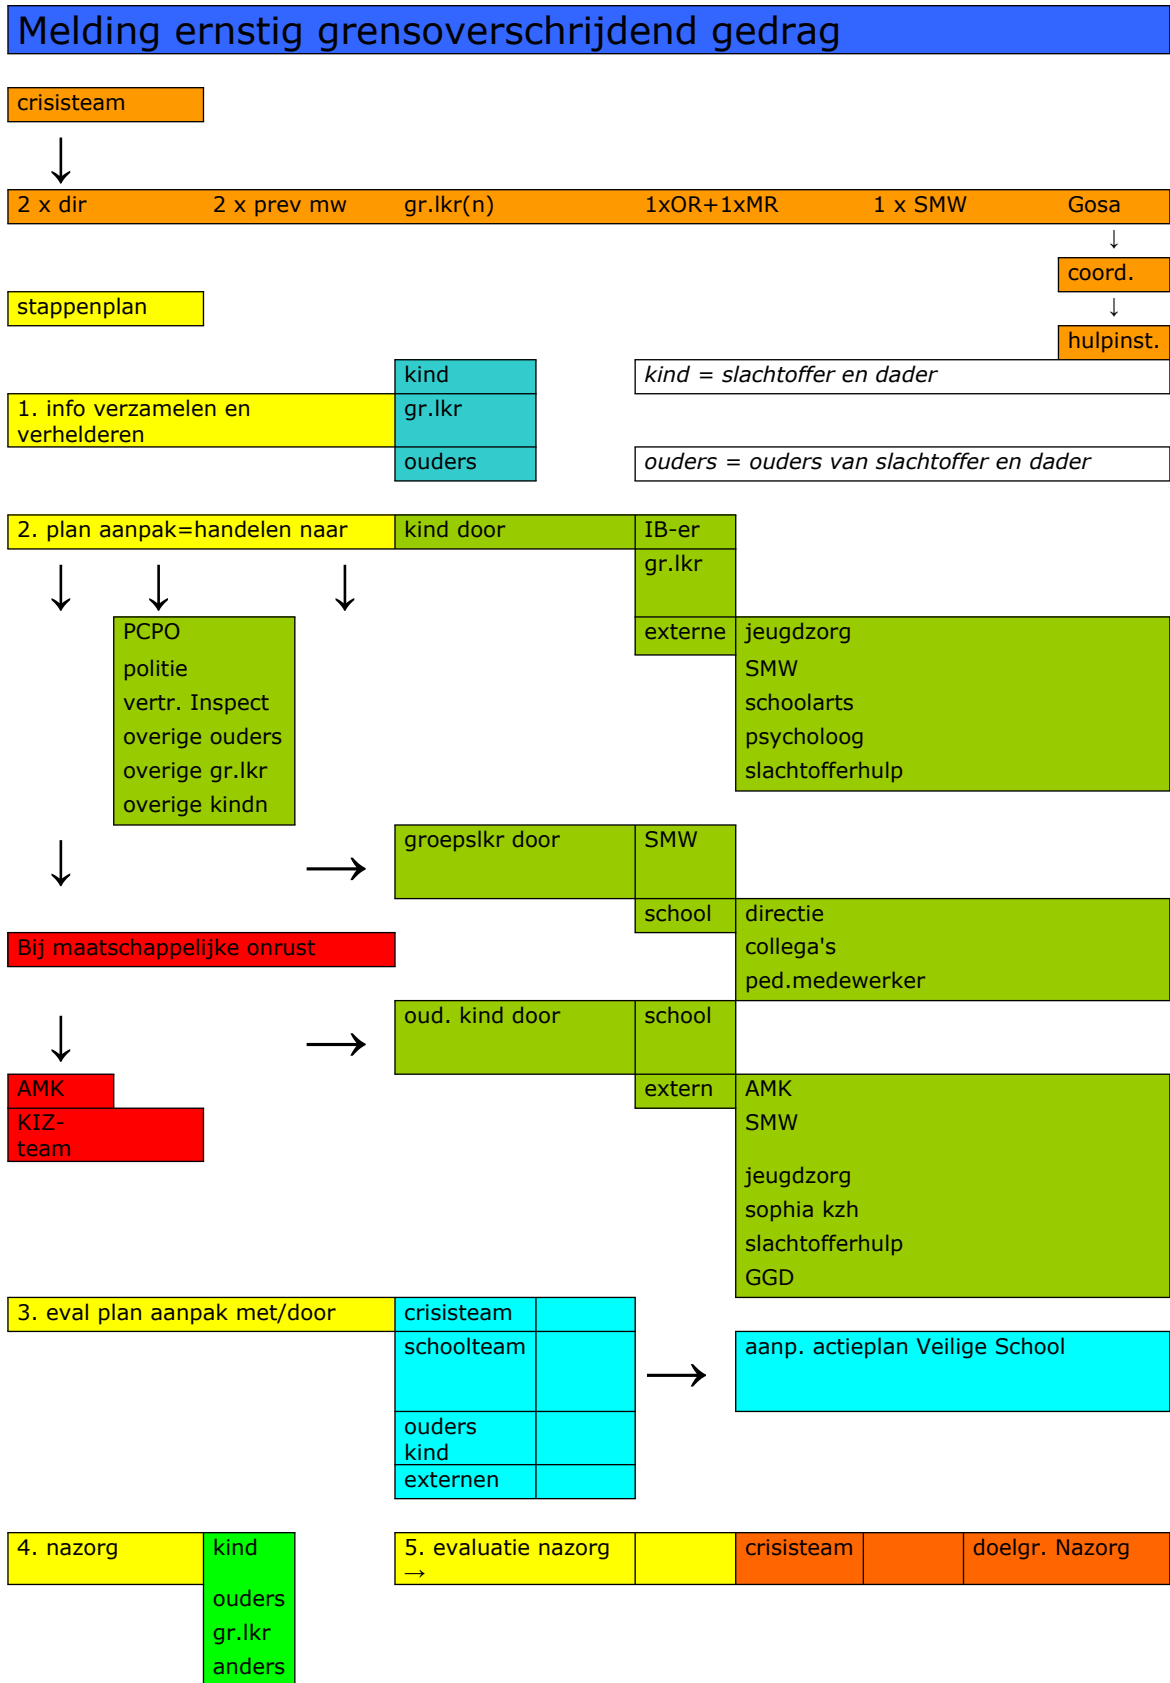 Melding ernstig grensoverschrijdend gedrag
crisisteam
↓
2 x dir 2 x prev mw gr.lkr(n) 1xOR+1xMR 1 x SMW Gosa
↓
coord.
stappenplan ↓
hulpinst.
kind kind = slachtoffer en dader
1. info verzamelen en gr.lkr
verhelderen
ouders ouders = ouders van slachtoffer en dader
2. plan aanpak=handelen naar kind door IB-er
↓ ↓ ↓ gr.lkr
PCPO externe jeugdzorg
politie SMW
vertr. Inspect schoolarts
overige ouders psycholoog
overige gr.lkr slachtofferhulp
overige kindn
↓ → groepslkr door SMW
school directie
Bij maatschappelijke onrust collega's
ped.medewerker
↓ → oud. kind door school
AMK extern AMK
KIZ- SMW
team
jeugdzorg
sophia kzh
slachtofferhulp
GGD
3. eval plan aanpak met/door crisisteam
schoolteam → aanp. actieplan Veilige School
ouders
kind
externen
4. nazorg kind 5. evaluatie nazorg crisisteam doelgr. Nazorg
→
ouders
gr.lkr
anders